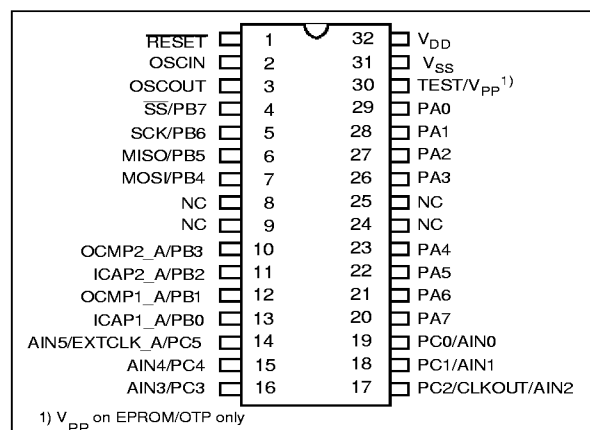 RESET 1 32 VDD
OSCIN 2 31 VSS
OSCOUT 3 30 TEST/VPP1)
SS/PB7 4 29 PA0
SCK/PB6 5 28 PA1
MISO/PB5 6 27 PA2
MOSI/PB4 7 26 PA3
NC 8 25 NC
NC 9 24 NC
OCMP2_A/PB3 10 23 PA4
ICAP2_A/PB2 11 22 PA5
OCMP1_A/PB1 12 21 PA6
ICAP1_A/PB0 13 20 PA7
AIN5/EXTCLK_A/PC5 14 19 PC0/AIN0
AIN4/PC4 15 18 PC1/AIN1
AIN3/PC3 16 17 PC2/CLKOUT/AIN2
1) VPP on EPROM/OTP only